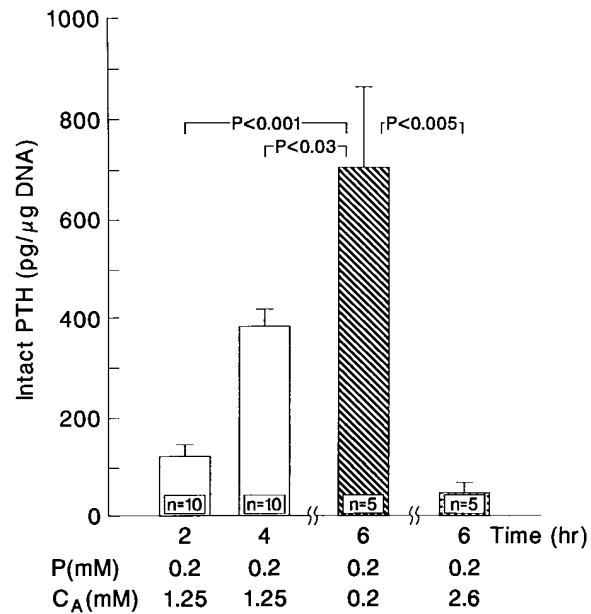 1000
800
600
400
200
0
Intact PTH (pg/µg DNA)
P<0.001
P<0.005
P<0.03
n=10
n=10
n=5
n=5
2 4 6 6 Time (hr)
P(mM) 0.2 0.2 0.2 0.2
CA(mM) 1.25 1.25 0.2 2.6